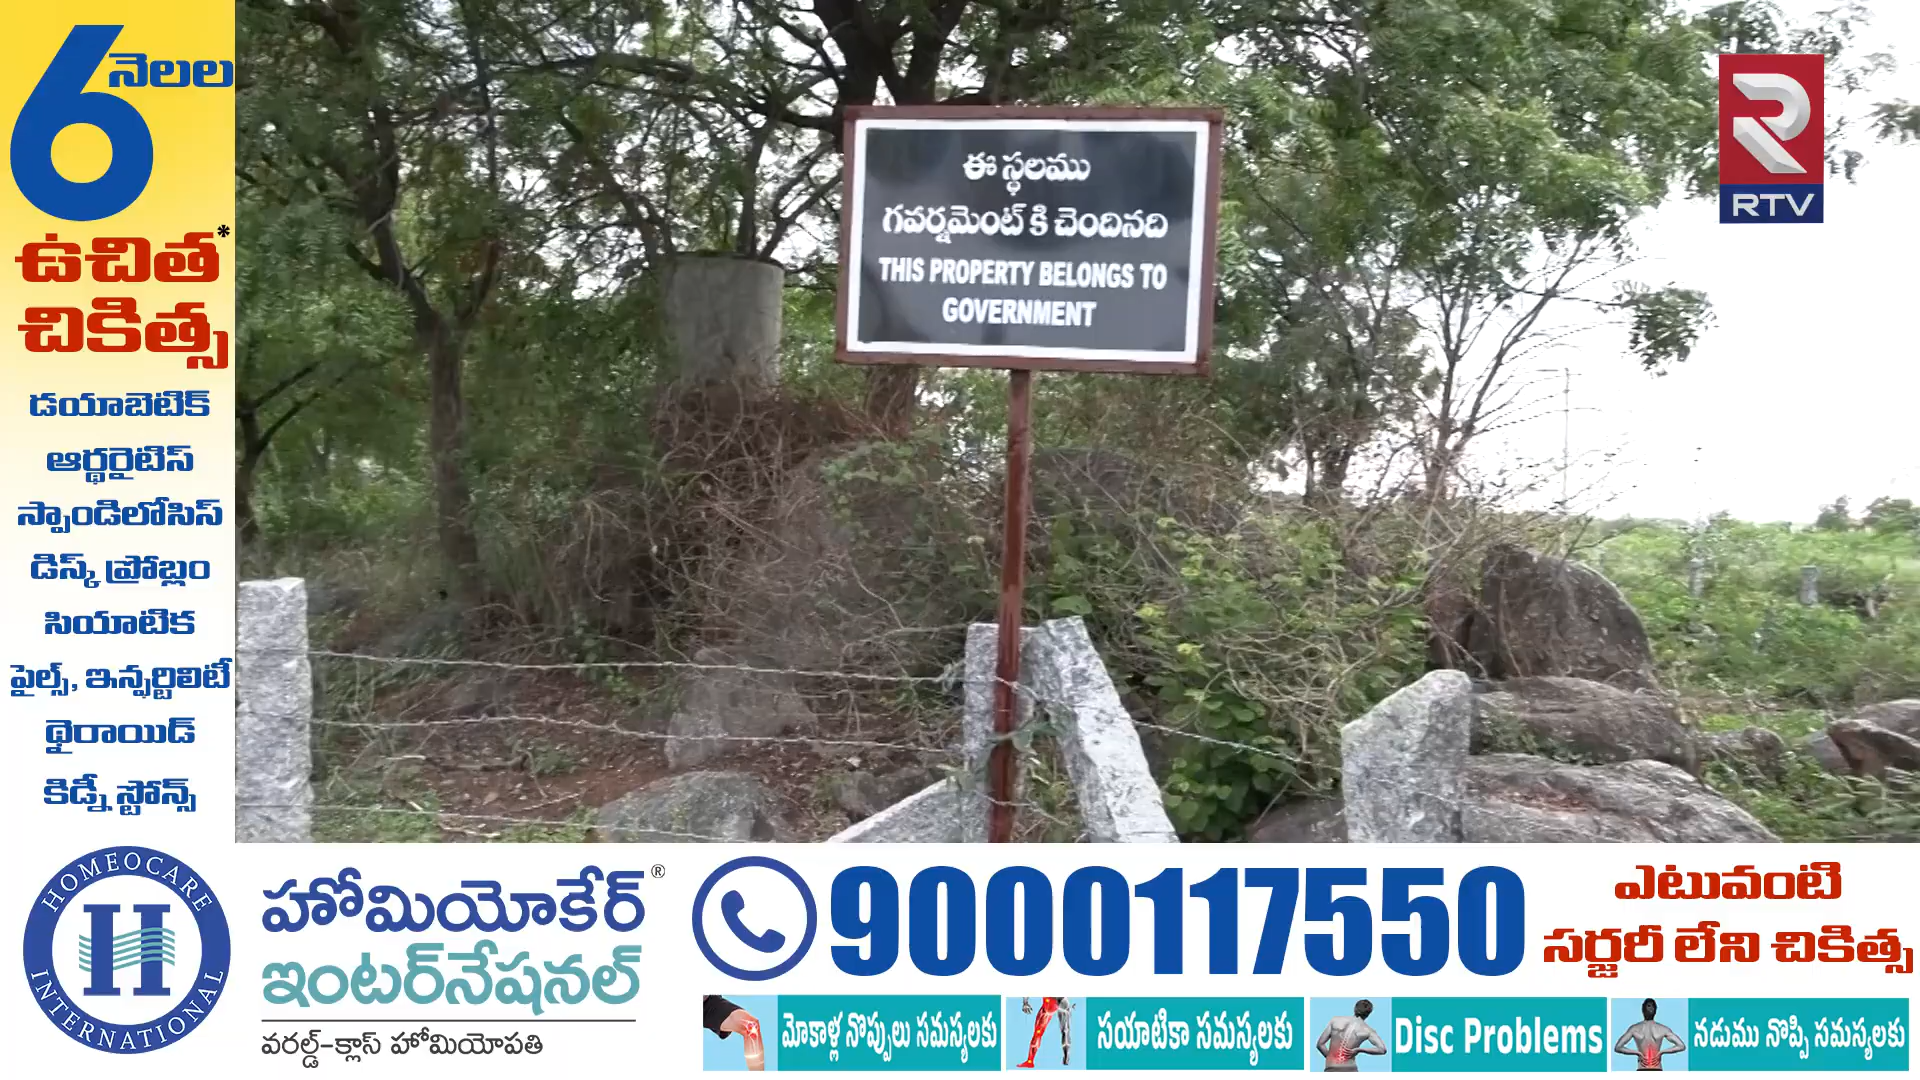 6 నెలల
ఉచిత*
చికిత్స
డయాబెటిక్
ఆర్థరైటిస్
స్పాండిలోసిస్
డిస్క్ ప్రోబ్లం
సియాటిక
పైల్స్, ఇన్ఫర్టిలిటీ
థైరాయిడ్
కిడ్నీ స్టోన్స్
ఈ స్థలము
గవర్నమెంట్ కి చెందినది
THIS PROPERTY BELONGS TO
GOVERNMENT
RTV
HOMEOCARE
H
INTERNATIONAL
హోమియోకేర్®
ఇంటర్‌నేషనల్
వరల్డ్-క్లాస్ హోమియోపతి
9000117550
ఎటువంటి
సర్జరీ లేని చికిత్స
మోకాళ్ల నొప్పులు సమస్యలకు
సయాటికా సమస్యలకు
Disc Problems
నడుము నొప్పి సమస్యలకు